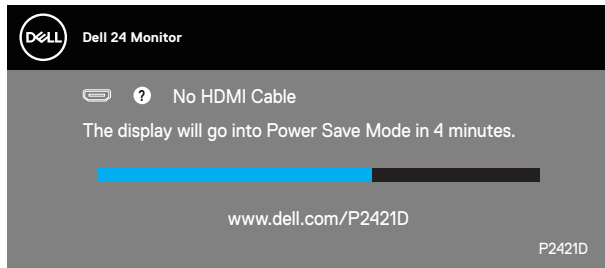 DELL
Dell 24 Monitor
? No HDMI Cable
The display will go into Power Save Mode in 4 minutes.
www.dell.com/P2421D
P2421D